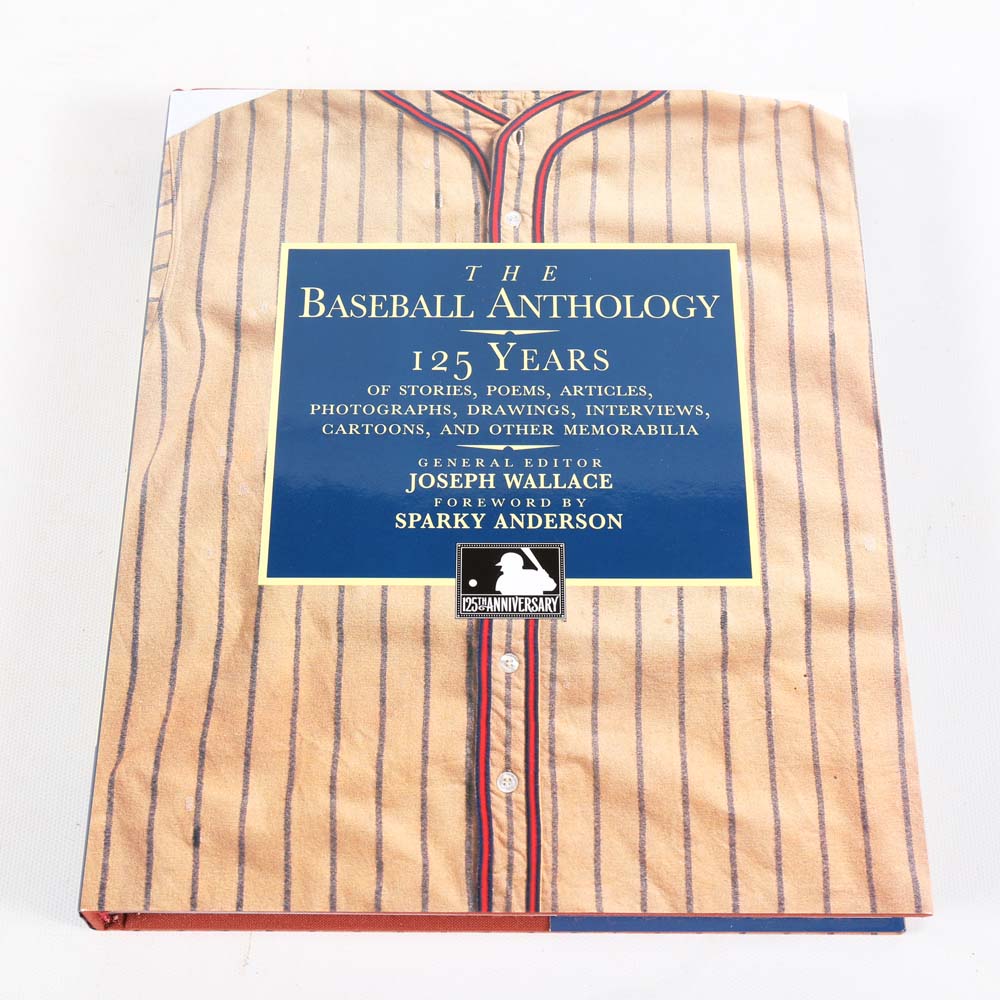 THE
BASEBALL ANTHOLOGY
125 YEARS
OF STORIES, POEMS, ARTICLES,
PHOTOGRAPHS, DRAWINGS, INTERVIEWS,
CARTOONS, AND OTHER MEMORABILIA
GENERAL EDITOR
JOSEPH WALLACE
FOREWORD BY
SPARKY ANDERSON
125TH OF ANNIVERSARY